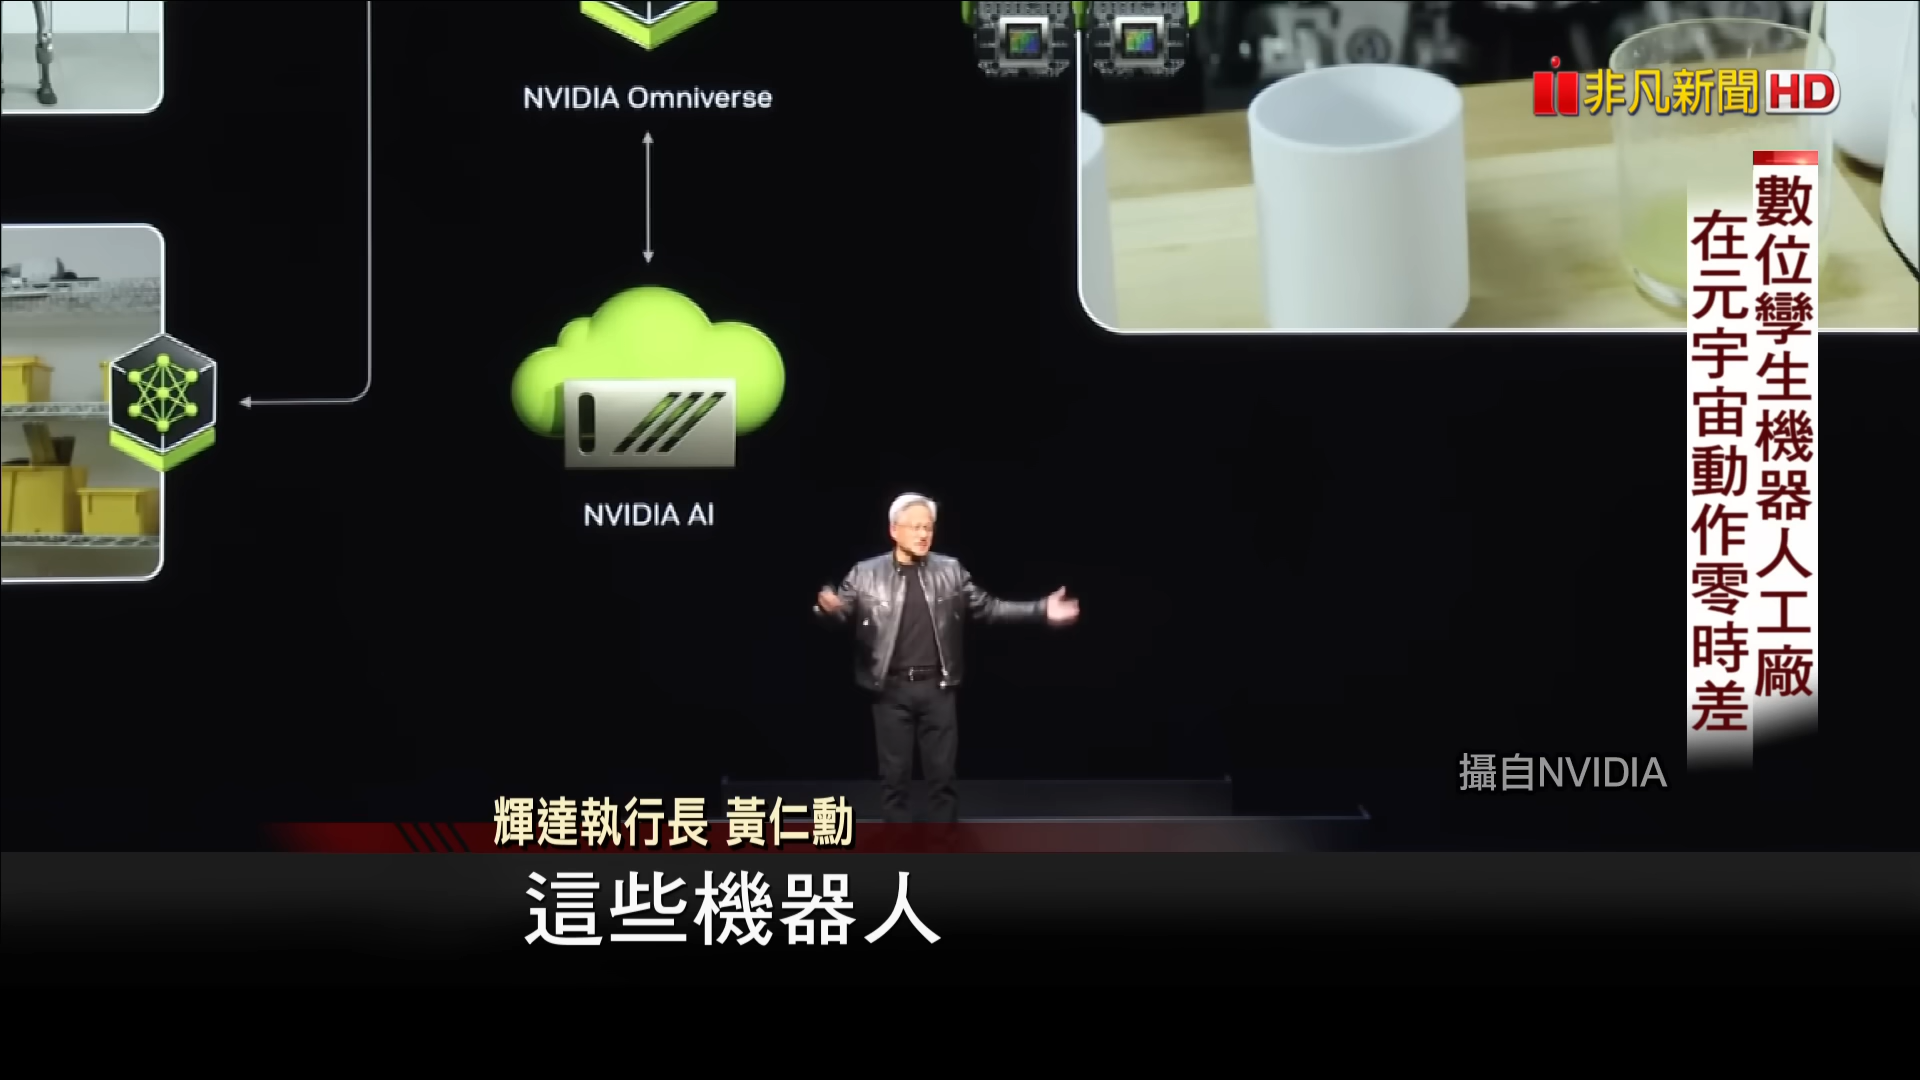 NVIDIA Omniverse
NVIDIA AI
非凡新聞HD
數位孿生機器人工廠
在元宇宙動作零時差
攝自NVIDIA
輝達執行長 黃仁勳
這些機器人